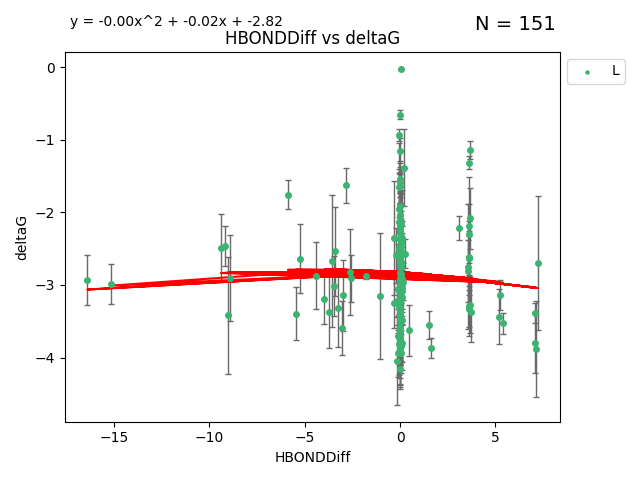 y = -0.00x^2 + -0.02x + -2.82
N = 151
HBONDDiff vs deltaG
L
0
−1
−2
−3
−4
deltaG
−15
−10
−5
0
5
HBONDDiff